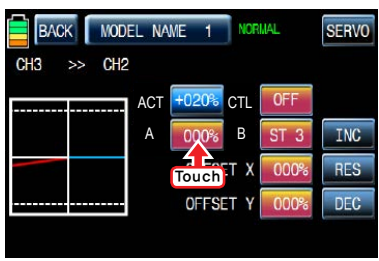 BACK MODEL NAME 1 NORMAL SERVO
CH3 >> CH2
ACT +020% CTL OFF
A 000% B ST 3 INC
Touch SET X 000% RES
OFFSET Y 000% DEC